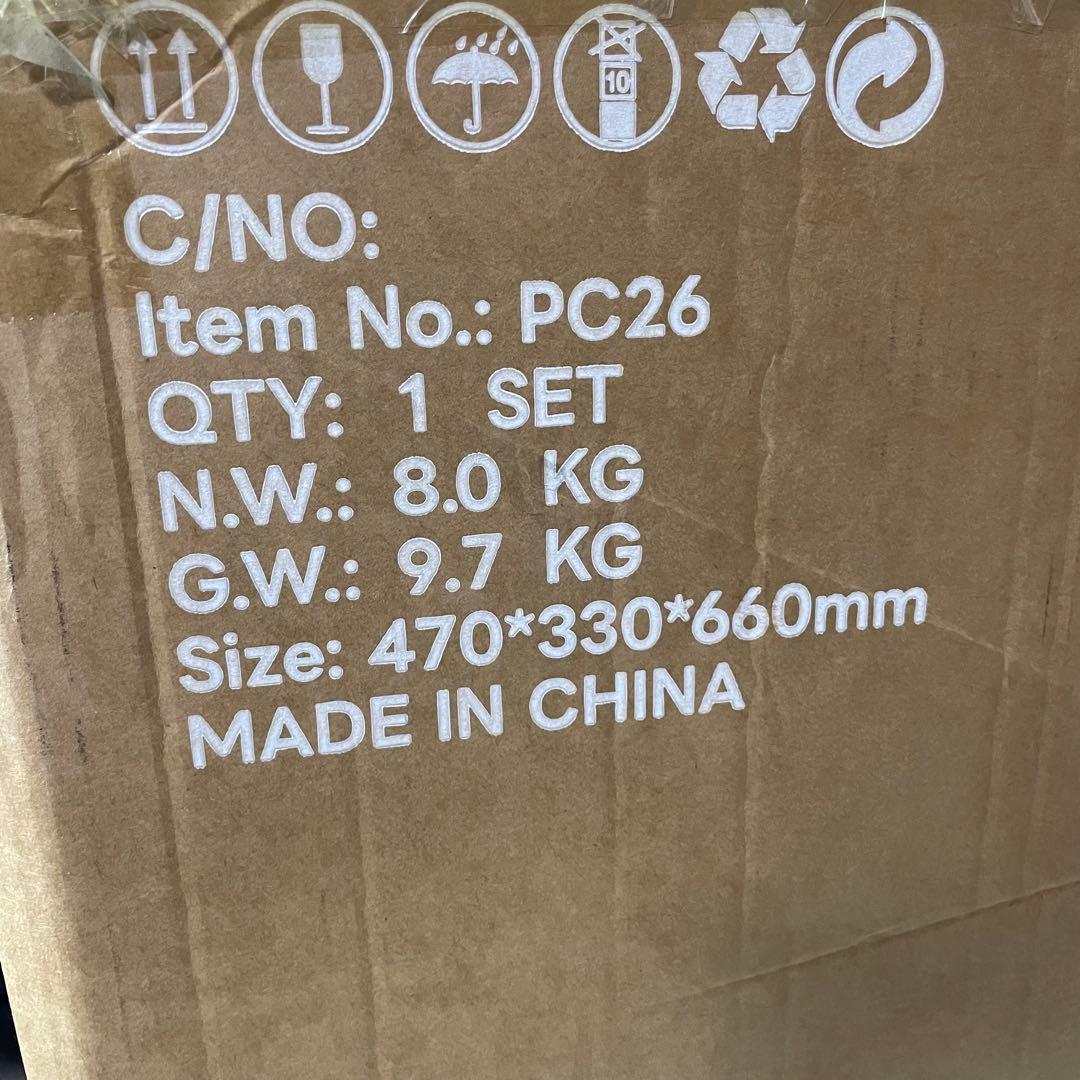 10
C/NO:
Item No.: PC26
QTY: 1 SET
N.W.: 8.0 KG
G.W.: 9.7 KG
Size: 470*330*660mm
MADE IN CHINA